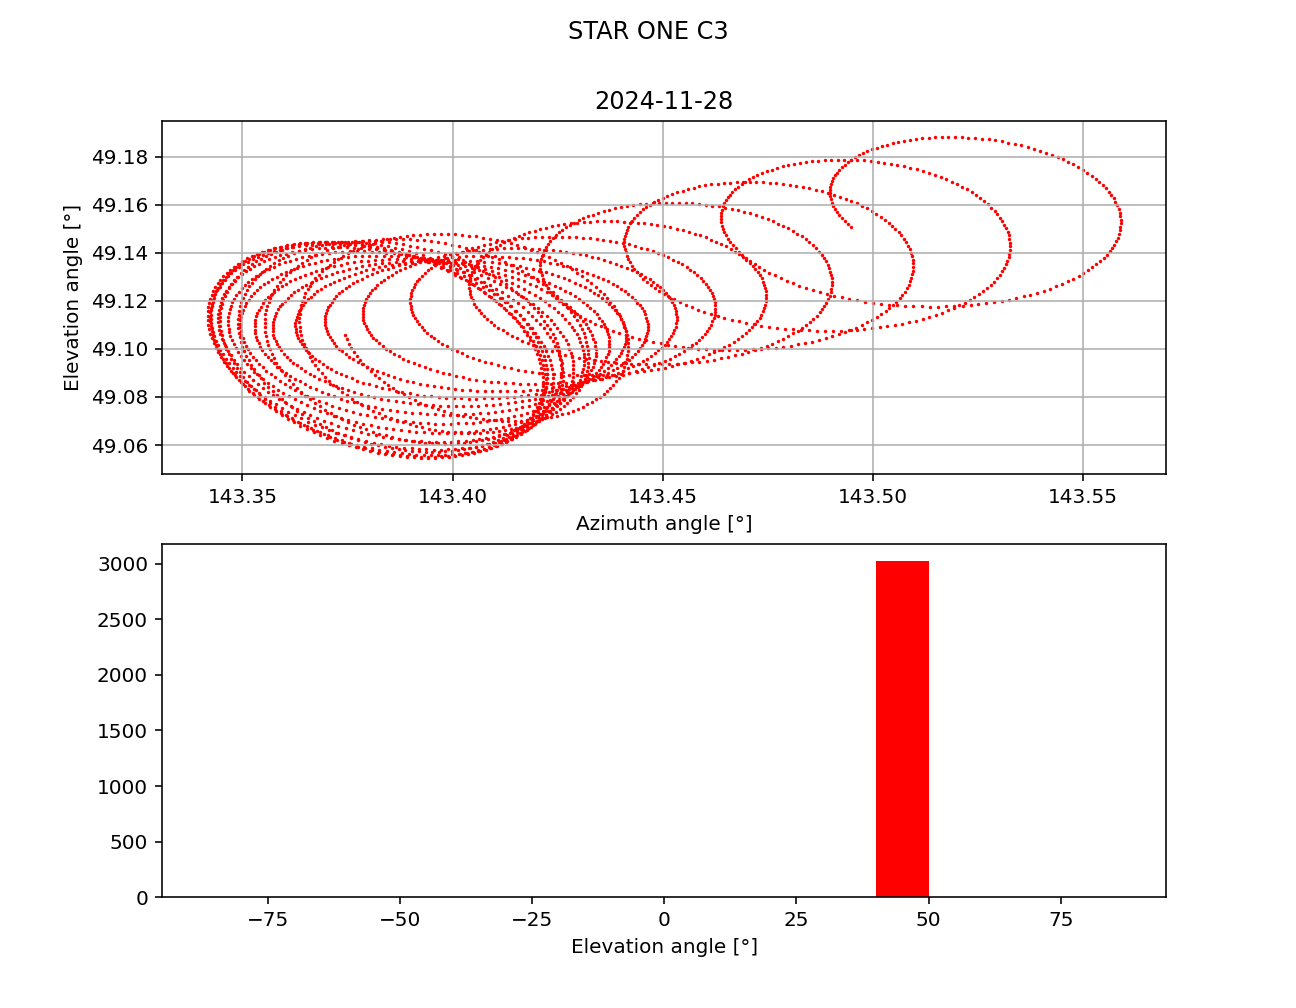 STAR ONE C3
2024-11-28
49.18
49.16
49.14
49.12
49.10
49.08
49.06
Elevation angle [°]
143.35 143.40 143.45 143.50 143.55
Azimuth angle [°]
3000
2500
2000
1500
1000
500
0
−75 −50 −25 0 25 50 75
Elevation angle [°]